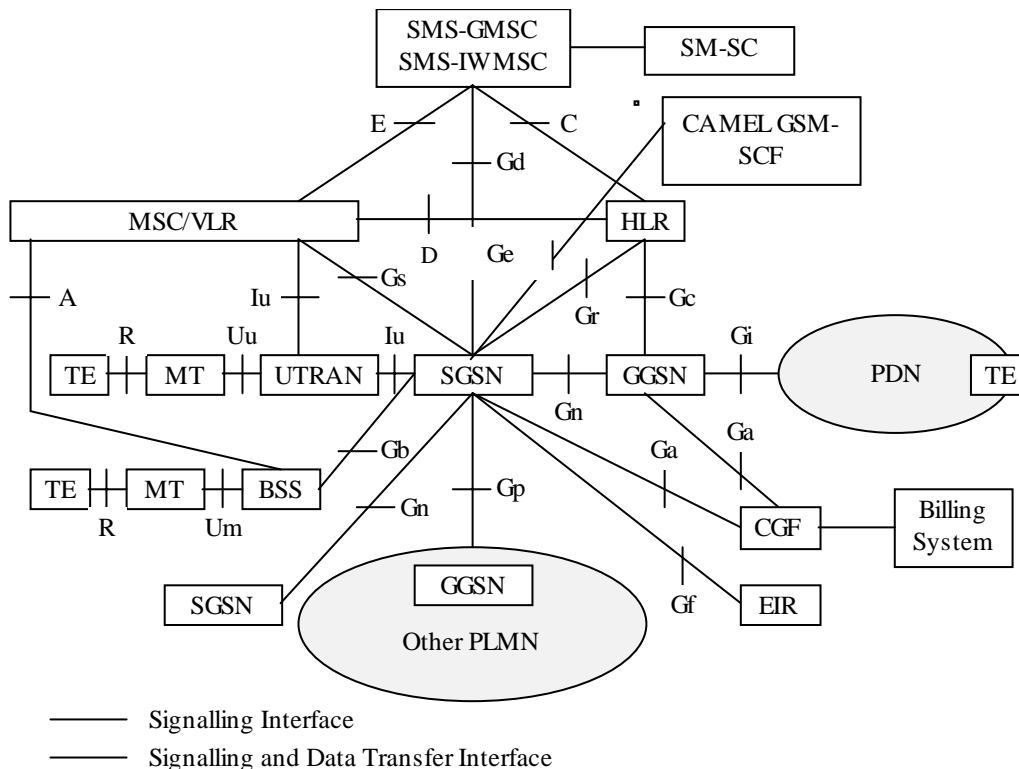 SMS-GMSC
SMS-IWMSC
SM-SC
E
C
CAMEL GSM-
SCF
Gd
MSC/VLR
HLR
D
Ge
A
Iu
Gs
Gr
Gc
R
Uu
Iu
Gi
TE
MT
UTRAN
SGSN
GGSN
PDN
TE
Gn
Ga
Ga
Gb
TE
MT
BSS
Gn
Gp
R
Um
CGF
Billing
System
SGSN
GGSN
Gf
EIR
Other PLMN
Signalling Interface
Signalling and Data Transfer Interface